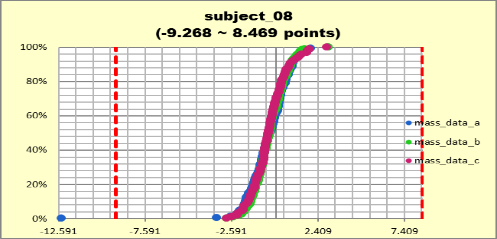 subject_08
(-9.268 ~ 8.469 points)
100%
80%
60%
40%
20%
0%
mass_data_a
mass_data_b
mass_data_c
-12.591
-7.591
-2.591
2.409
7.409